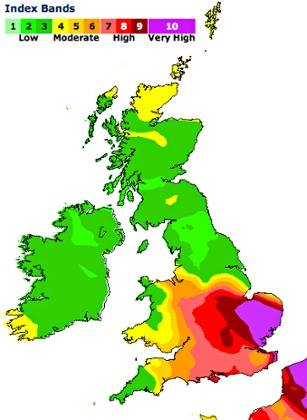 Index Bands
1 2 3 4 5 6 7 8 9 10
Low Moderate High Very High